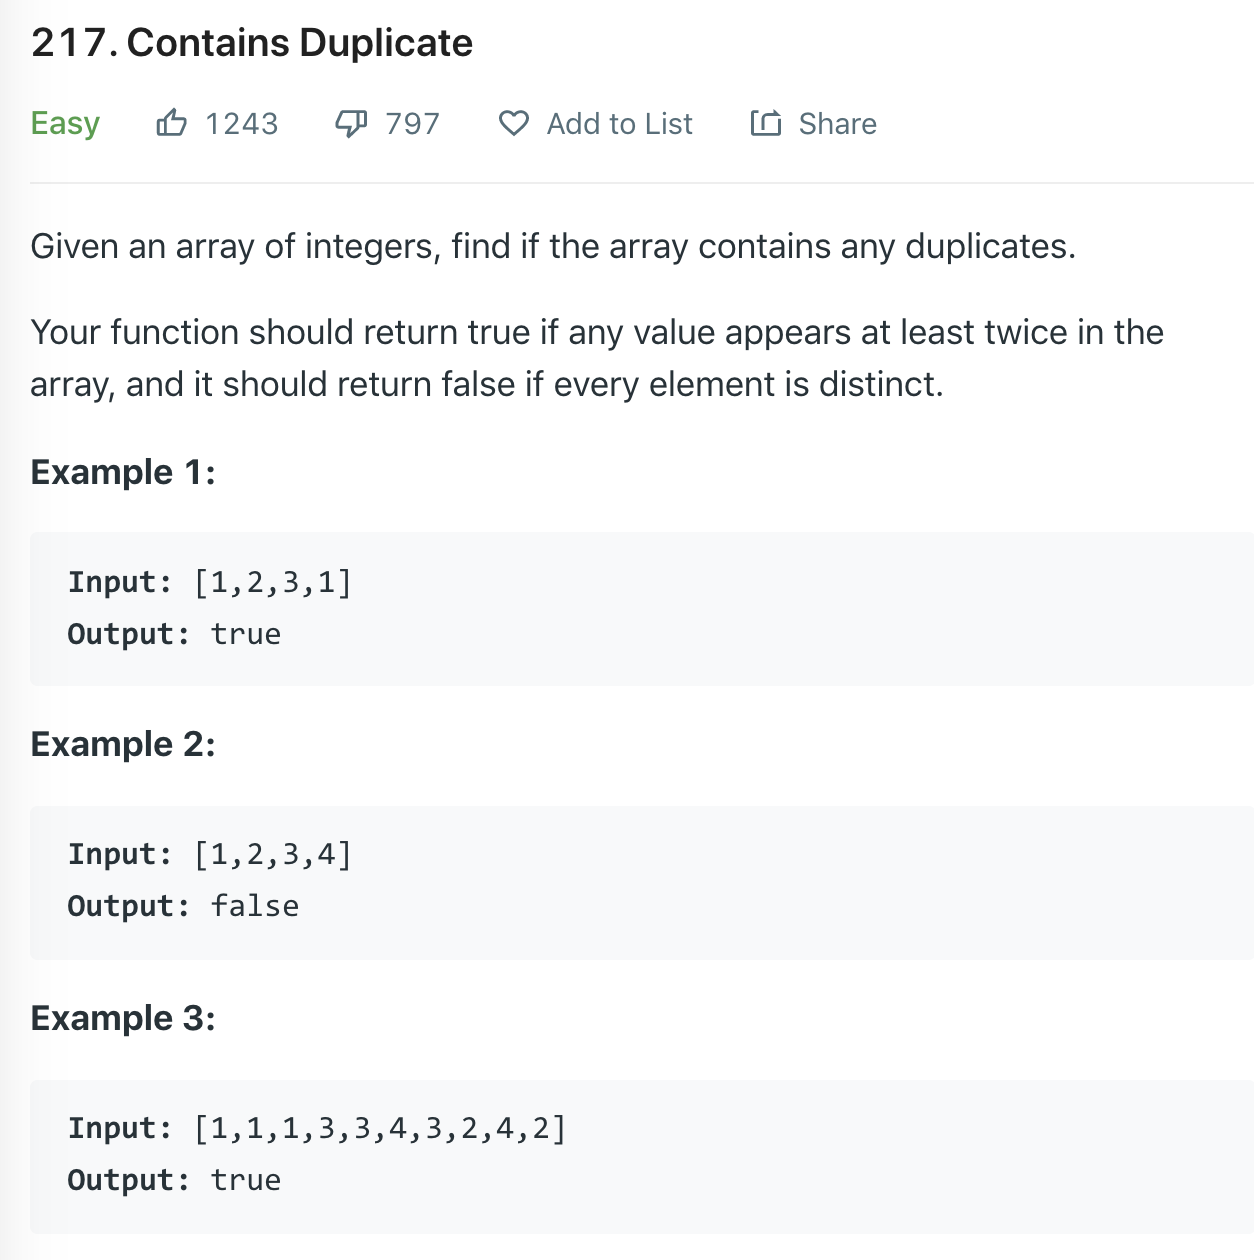 217. Contains Duplicate
Easy 1243 797 Add to List Share
Given an array of integers, find if the array contains any duplicates.
Your function should return true if any value appears at least twice in the
array, and it should return false if every element is distinct.
Example 1:
Input: [1,2,3,1]
Output: true
Example 2:
Input: [1,2,3,4]
Output: false
Example 3:
Input: [1,1,1,3,3,4,3,2,4,2]
Output: true